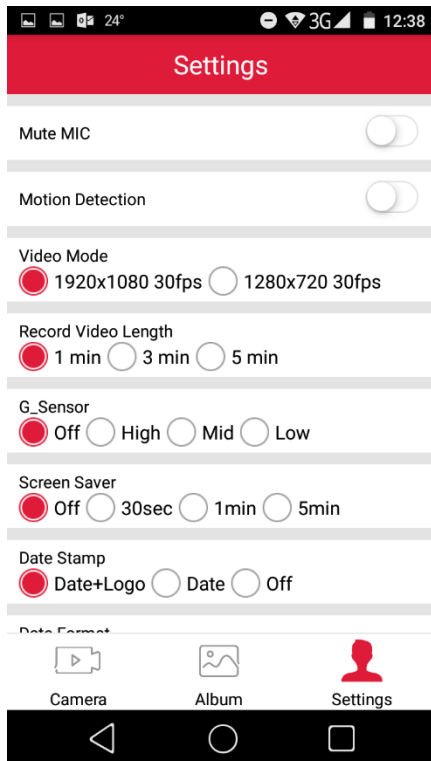 24° 3G 12:38
Settings
Mute MIC
Motion Detection
Video Mode
1920x1080 30fps 1280x720 30fps
Record Video Length
1 min 3 min 5 min
G_Sensor
Off High Mid Low
Screen Saver
Off 30sec 1min 5min
Date Stamp
Date+Logo Date Off
Date Format
Camera Album Settings